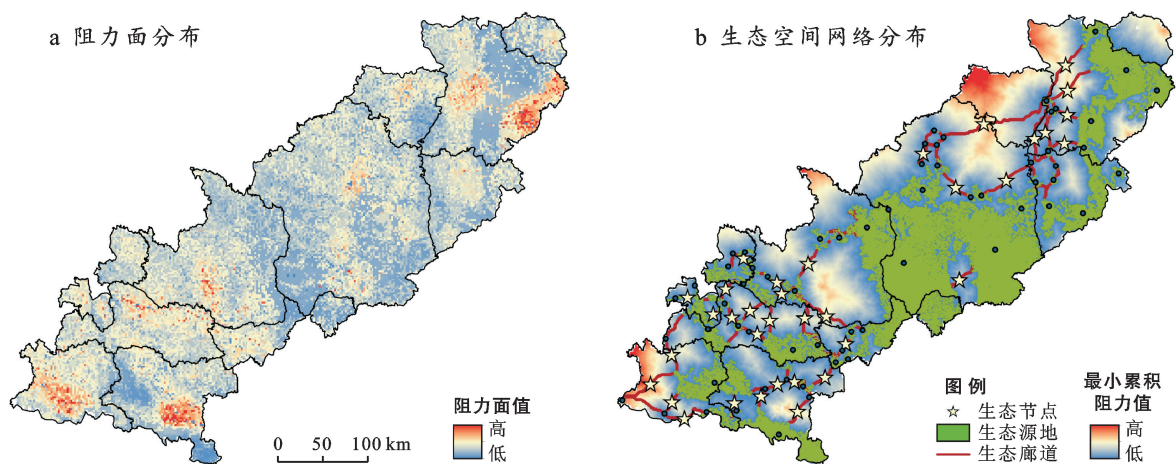 a 阻力面分布
阻力面值
高
低
0 50 100 km
b 生态空间网络分布
图例
生态节点
生态源地
生态廊道
最小累积
阻力值
高
低